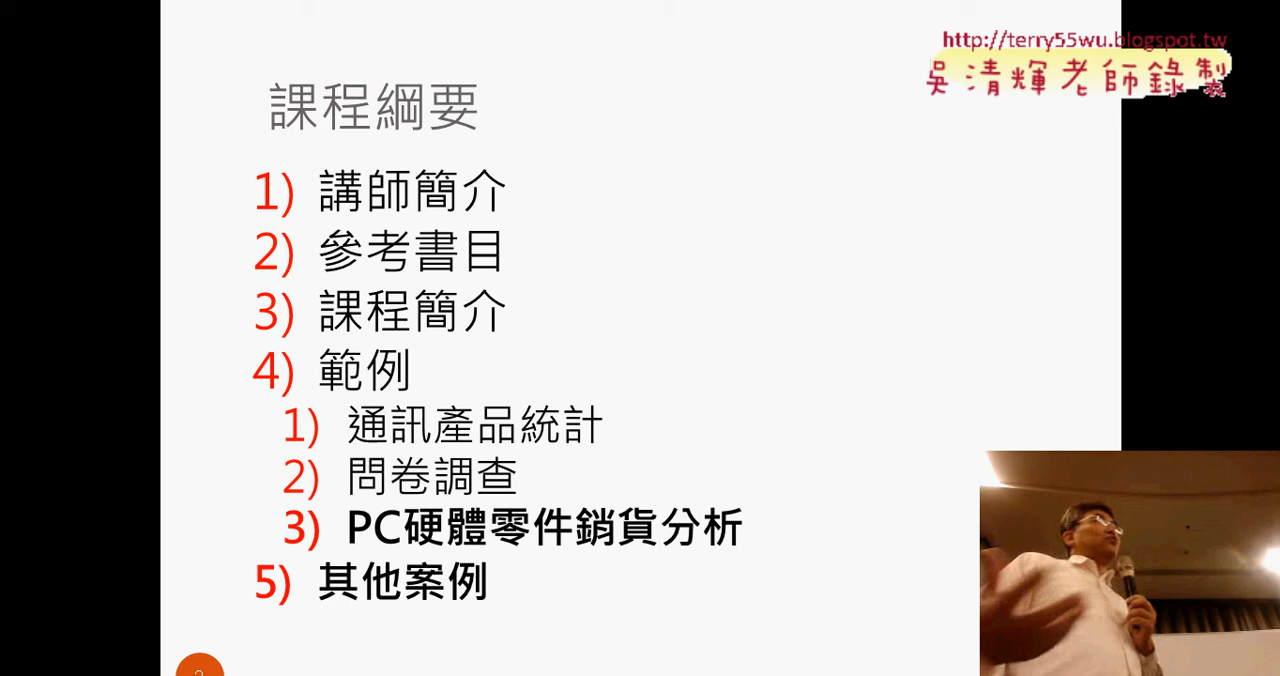 http://terry55wu.blogspot.tw
吳清輝老師錄製
課程綱要
1) 講師簡介
2) 參考書目
3) 課程簡介
4) 範例
1) 通訊產品統計
2) 問卷調查
3) PC硬體零件銷貨分析
5) 其他案例
2